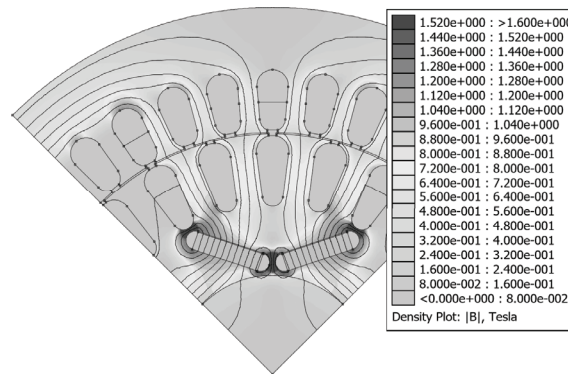 1.520e+000 : >1.600e+000
1.440e+000 : 1.520e+000
1.360e+000 : 1.440e+000
1.280e+000 : 1.360e+000
1.200e+000 : 1.280e+000
1.120e+000 : 1.200e+000
1.040e+000 : 1.120e+000
9.600e-001 : 1.040e+000
8.800e-001 : 9.600e-001
8.000e-001 : 8.800e-001
7.200e-001 : 8.000e-001
6.400e-001 : 7.200e-001
5.600e-001 : 6.400e-001
4.800e-001 : 5.600e-001
4.000e-001 : 4.800e-001
3.200e-001 : 4.000e-001
2.400e-001 : 3.200e-001
1.600e-001 : 2.400e-001
8.000e-002 : 1.600e-001
<0.000e+000 : 8.000e-002
Density Plot: |B|, Tesla